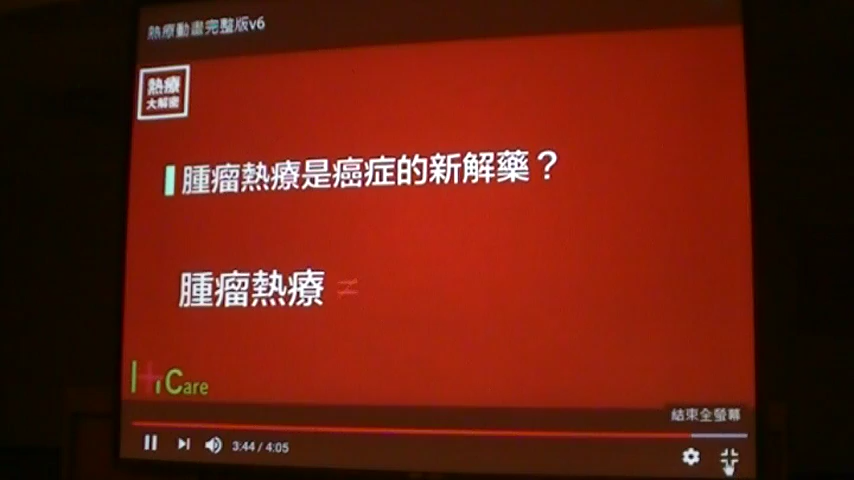 熱療動畫完整版v6
熱療
大解密
腫瘤熱療是癌症的新解藥？
腫瘤熱療 ≠
Care
結束全螢幕
3:44 / 4:05